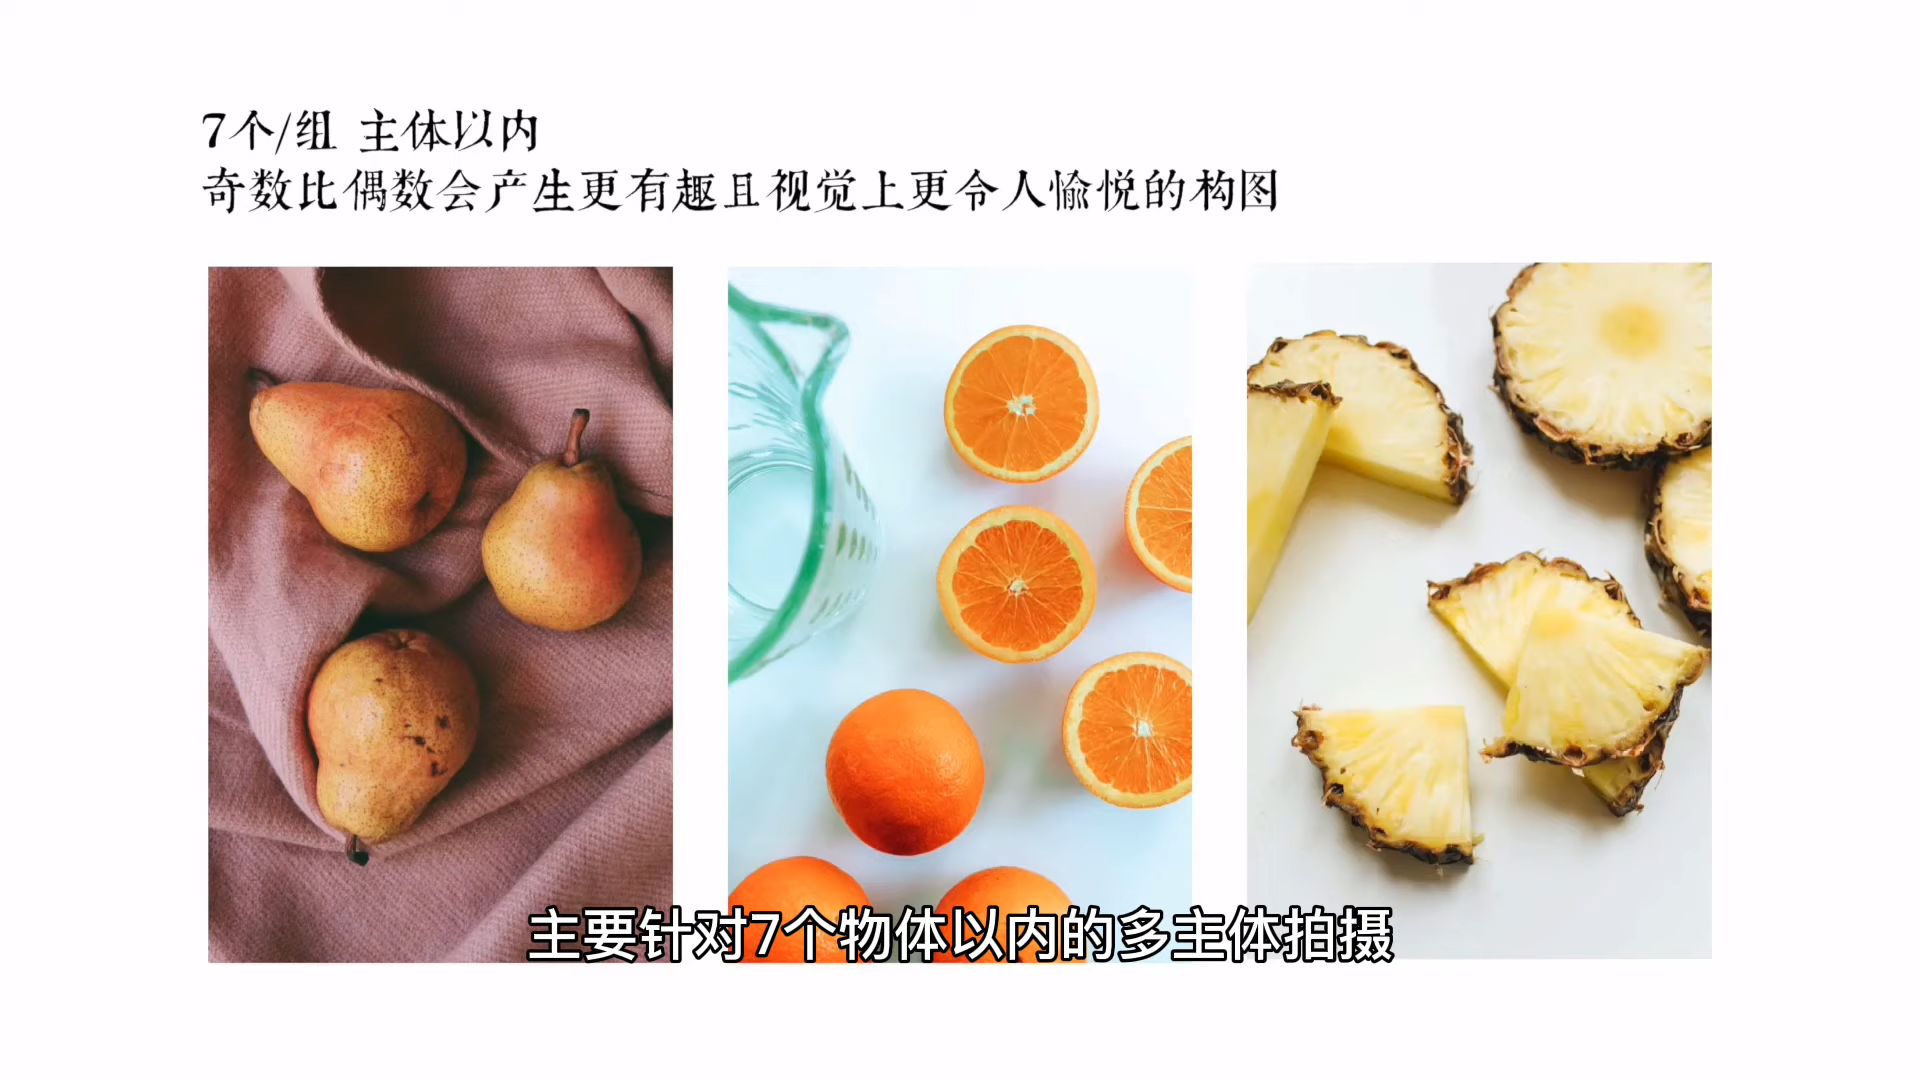 7个/组 主体以内
奇数比偶数会产生更有趣且视觉上更令人愉悦的构图
主要针对7个物体以内的多主体拍摄